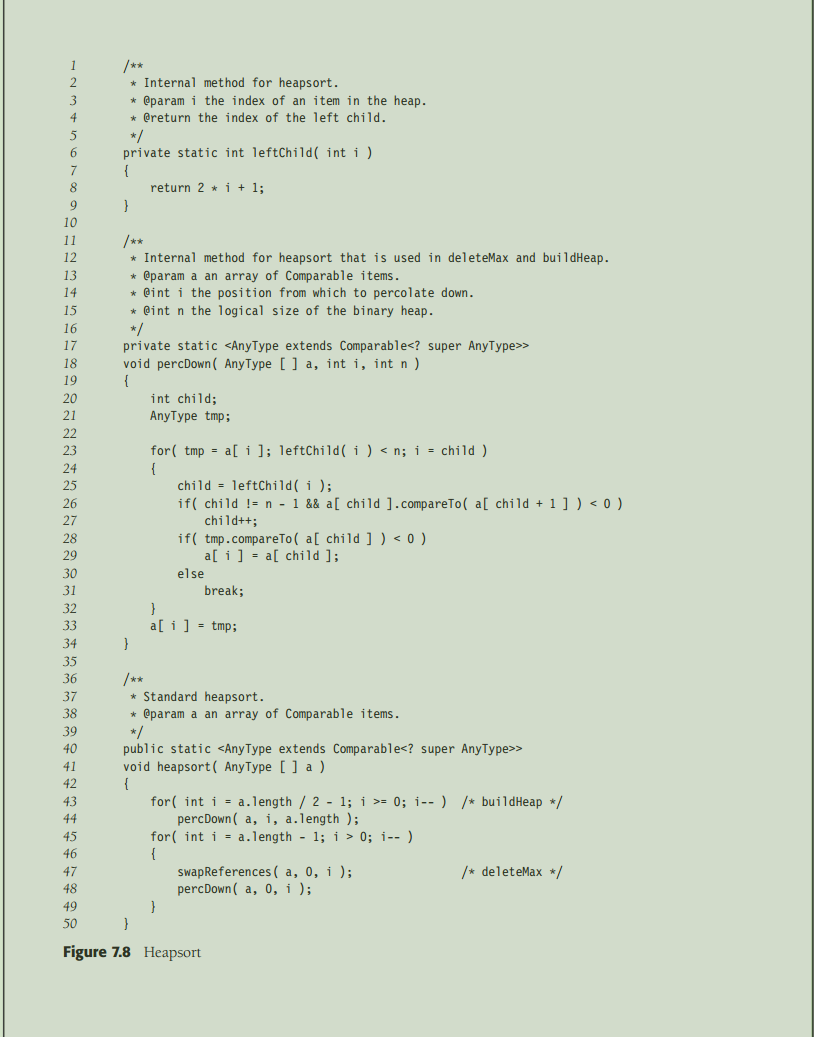 1 /**
2 * Internal method for heapsort.
3 * @param i the index of an item in the heap.
4 * @return the index of the left child.
5 */
6 private static int leftChild( int i )
7 {
8 return 2 * i + 1;
9 }
10
11 /**
12 * Internal method for heapsort that is used in deleteMax and buildHeap.
13 * @param a an array of Comparable items.
14 * @int i the position from which to percolate down.
15 * @int n the logical size of the binary heap.
16 */
17 private static <AnyType extends Comparable<? super AnyType>>
18 void percDown( AnyType [ ] a, int i, int n )
19 {
20 int child;
21 AnyType tmp;
22
23 for( tmp = a[ i ]; leftChild( i ) < n; i = child )
24 {
25 child = leftChild( i );
26 if( child != n - 1 && a[ child ].compareTo( a[ child + 1 ] ) < 0 )
27 child++;
28 if( tmp.compareTo( a[ child ] ) < 0 )
29 a[ i ] = a[ child ];
30 else
31 break;
32 }
33 a[ i ] = tmp;
34 }
35
36 /**
37 * Standard heapsort.
38 * @param a an array of Comparable items.
39 */
40 public static <AnyType extends Comparable<? super AnyType>>
41 void heapsort( AnyType [ ] a )
42 {
43 for( int i = a.length / 2 - 1; i >= 0; i-- ) /* buildHeap */
44 percDown( a, i, a.length );
45 for( int i = a.length - 1; i > 0; i-- )
46 {
47 swapReferences( a, 0, i ); /* deleteMax */
48 percDown( a, 0, i );
49 }
50 }
Figure 7.8 Heapsort